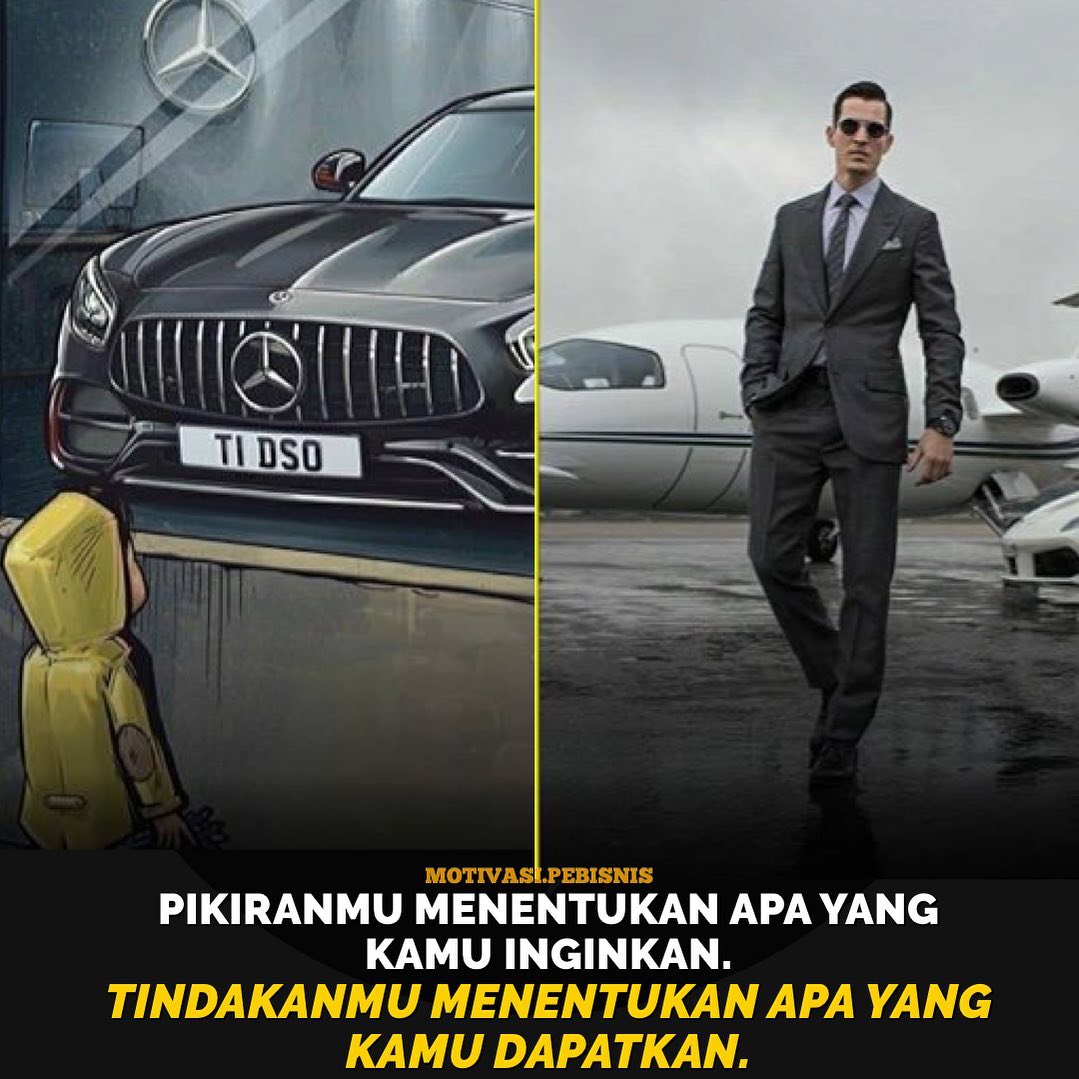 TI DSO
MOTIVASI.PEBISNIS
PIKIRANMU MENENTUKAN APA YANG
KAMU INGINKAN.
TINDAKANMU MENENTUKAN APA YANG
KAMU DAPATKAN.